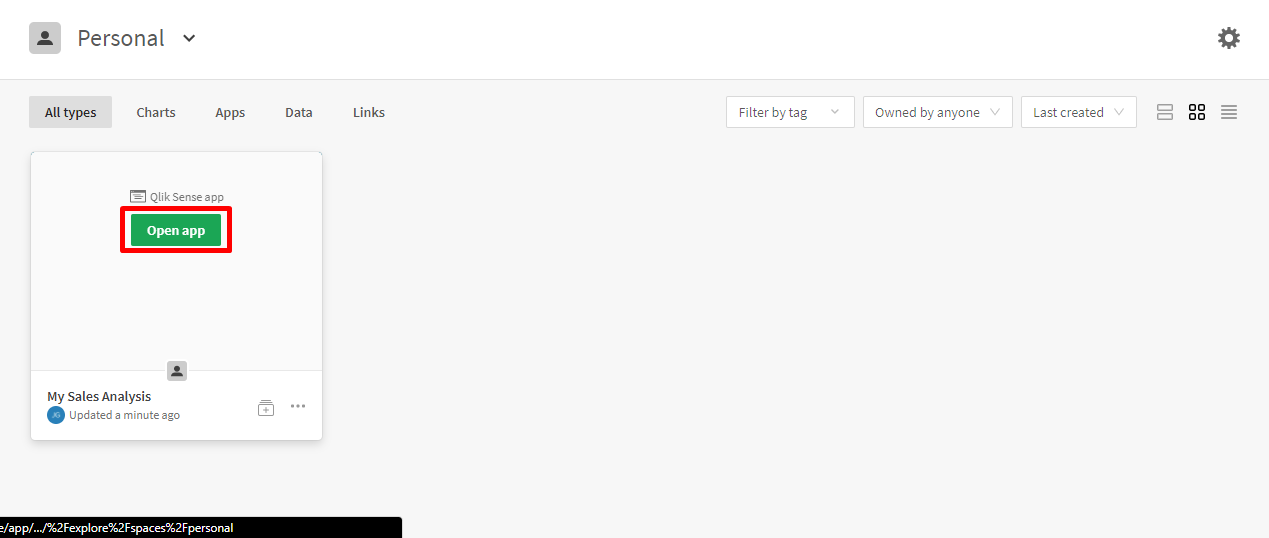 Personal
All types Charts Apps Data Links Filter by tag Owned by anyone Last created
Qlik Sense app
Open app
My Sales Analysis
JG Updated a minute ago
e/app/.../%2Fexplore%2Fspaces%2Fpersonal